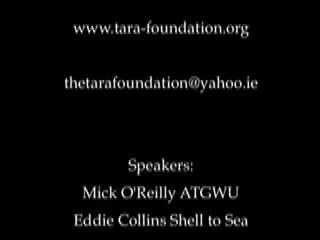 www.tara-foundation.org
thetarafoundation@yahoo.ie
Speakers:
Mick O'Reilly ATGWU
Eddie Collins Shell to Sea